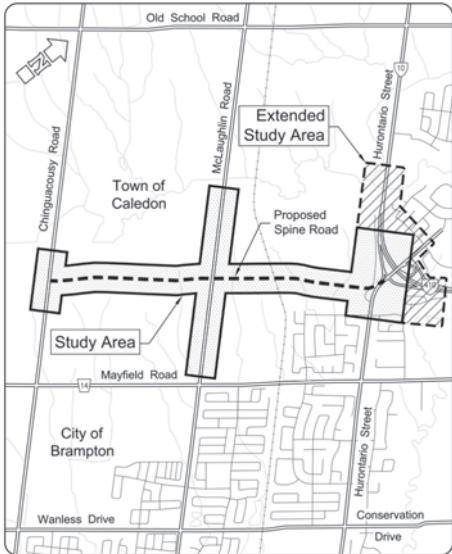 Old School Road
N
10
Hurontario Street
McLaughlin Road
Chinguacousy Road
Extended
Study Area
Town of
Caledon
Proposed
Spine Road
410
Study Area
14
Mayfield Road
City of
Brampton
Hurontario Street
Wanless Drive
Conservation
Drive